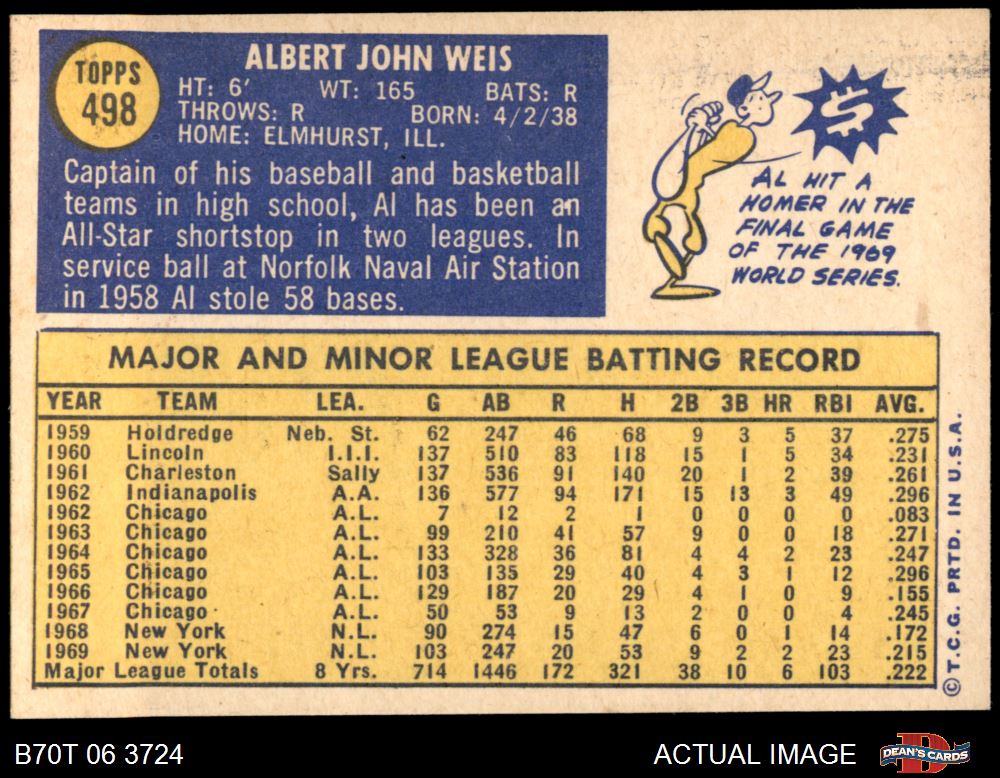 TOPPS
498
ALBERT JOHN WEIS
HT: 6' WT: 165 BATS: R
THROWS: R BORN: 4/2/38
HOME: ELMHURST, ILL.
Captain of his baseball and basketball
teams in high school, Al has been an
All-Star shortstop in two leagues. In
service ball at Norfolk Naval Air Station
in 1958 Al stole 58 bases.
$
AL HIT A
HOMER IN THE
FINAL GAME
OF THE 1969
WORLD SERIES.
MAJOR AND MINOR LEAGUE BATTING RECORD
YEAR TEAM LEA. G AB R H 2B 3B HR RBI AVG.
1959 Holdredge Neb. St. 62 247 46 68 9 3 5 37 .275
1960 Lincoln I.I.I. 137 510 83 118 15 1 5 34 .231
1961 Charleston Sally 137 536 91 140 20 1 2 39 .261
1962 Indianapolis A.A. 136 577 94 171 15 13 3 49 .296
1962 Chicago A.L. 7 12 2 1 0 0 0 0 .083
1963 Chicago A.L. 99 210 41 57 9 0 0 18 .271
1964 Chicago A.L. 133 328 36 81 4 4 2 23 .247
1965 Chicago A.L. 103 135 29 40 4 3 1 12 .296
1966 Chicago A.L. 129 187 20 29 4 1 0 9 .155
1967 Chicago A.L. 50 53 9 13 2 0 0 4 .245
1968 New York N.L. 90 274 15 47 6 0 1 14 .172
1969 New York N.L. 103 247 20 53 9 2 2 23 .215
Major League Totals 8 Yrs. 714 1446 172 321 38 10 6 103 .222
© T.C.G. PRTD. IN U.S.A.
B70T 06 3724
ACTUAL IMAGE
DEAN'S CARDS